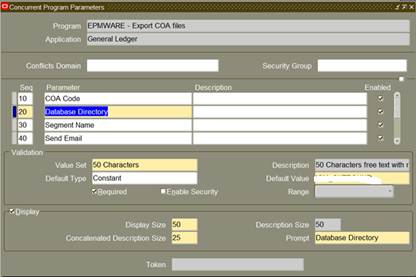 Concurrent Program Parameters
Program EPMWARE - Export COA files
Application General Ledger
Conflicts Domain Security Group
Seq Parameter Description Enabled
10 COA Code
20 Database Directory
30 Segment Name
40 Send Email
Validation
Value Set 50 Characters Description 50 Characters free text with r
Default Type Constant Default Value
Required Enable Security Range
Display
Display Size 50 Description Size 50
Concatenated Description Size 25 Prompt Database Directory
Token